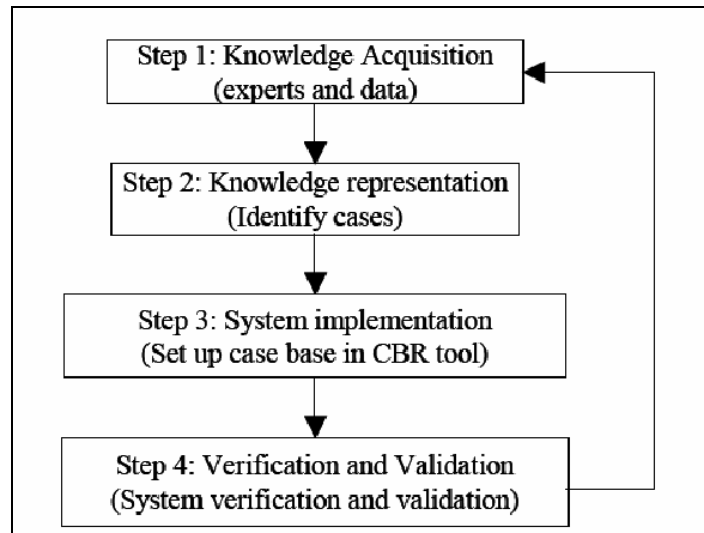 Step 1: Knowledge Acquisition
(experts and data)
Step 2: Knowledge representation
(Identify cases)
Step 3: System implementation
(Set up case base in CBR tool)
Step 4: Verification and Validation
(System verification and validation)